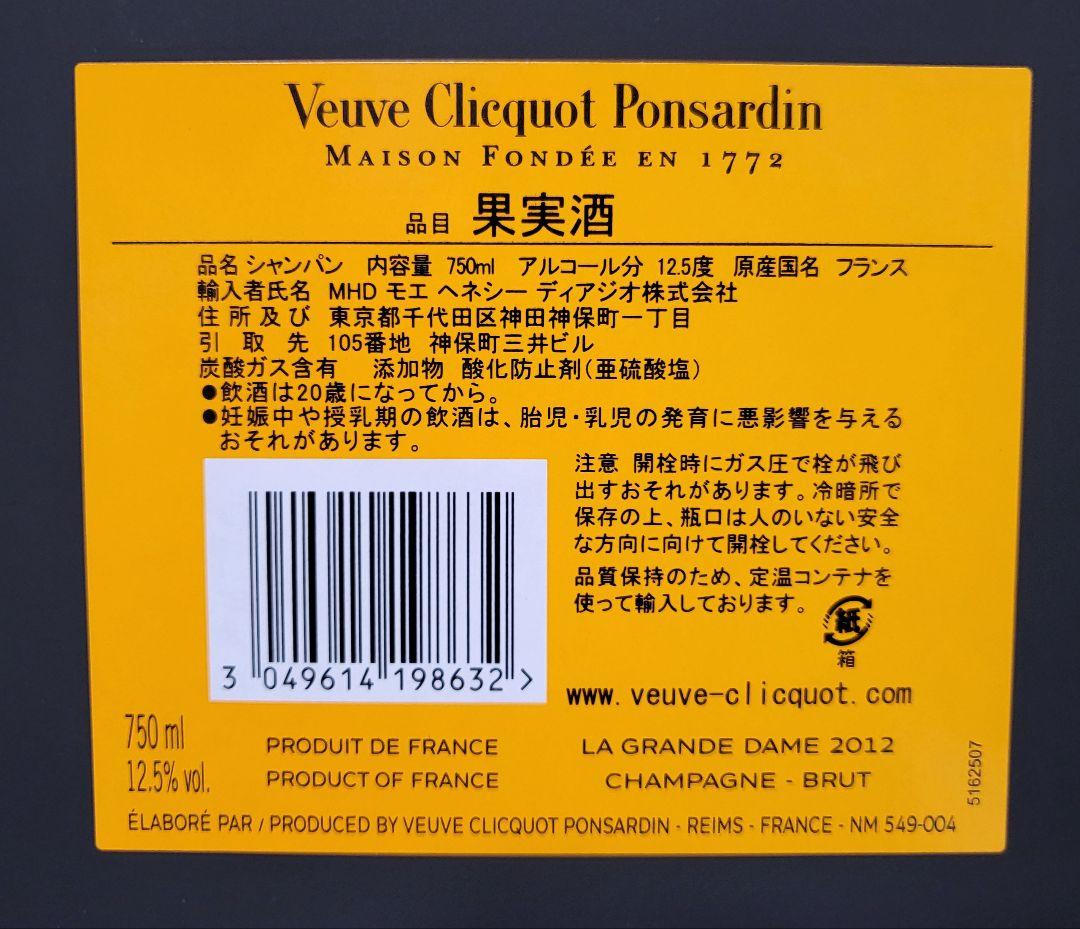 Veuve Clicquot Ponsardin
MAISON FONDÉE EN 1772
品目 果実酒
品名 シャンパン 内容量 750ml アルコール分 12.5度 原産国名 フランス
輸入者氏名 MHD モエ ヘネシー ディアジオ株式会社
住所及び 東京都千代田区神田神保町一丁目
引取先 105番地 神保町三井ビル
炭酸ガス含有 添加物 酸化防止剤(亜硫酸塩)
●飲酒は20歳になってから。
●妊娠中や授乳期の飲酒は、胎児・乳児の発育に悪影響を与える
おそれがあります。
注意 開栓時にガス圧で栓が飛び
出すおそれがあります。冷暗所で
保存の上、瓶口は人のいない安全
な方向に向けて開栓してください。
品質保持のため、定温コンテナを
使って輸入しております。
紙
箱
3 049614 198632 >
www.veuve-clicquot.com
750 ml
12.5% vol.
PRODUIT DE FRANCE
PRODUCT OF FRANCE
LA GRANDE DAME 2012
CHAMPAGNE - BRUT
5162507
ÉLABORÉ PAR / PRODUCED BY VEUVE CLICQUOT PONSARDIN - REIMS - FRANCE - NM 549-004